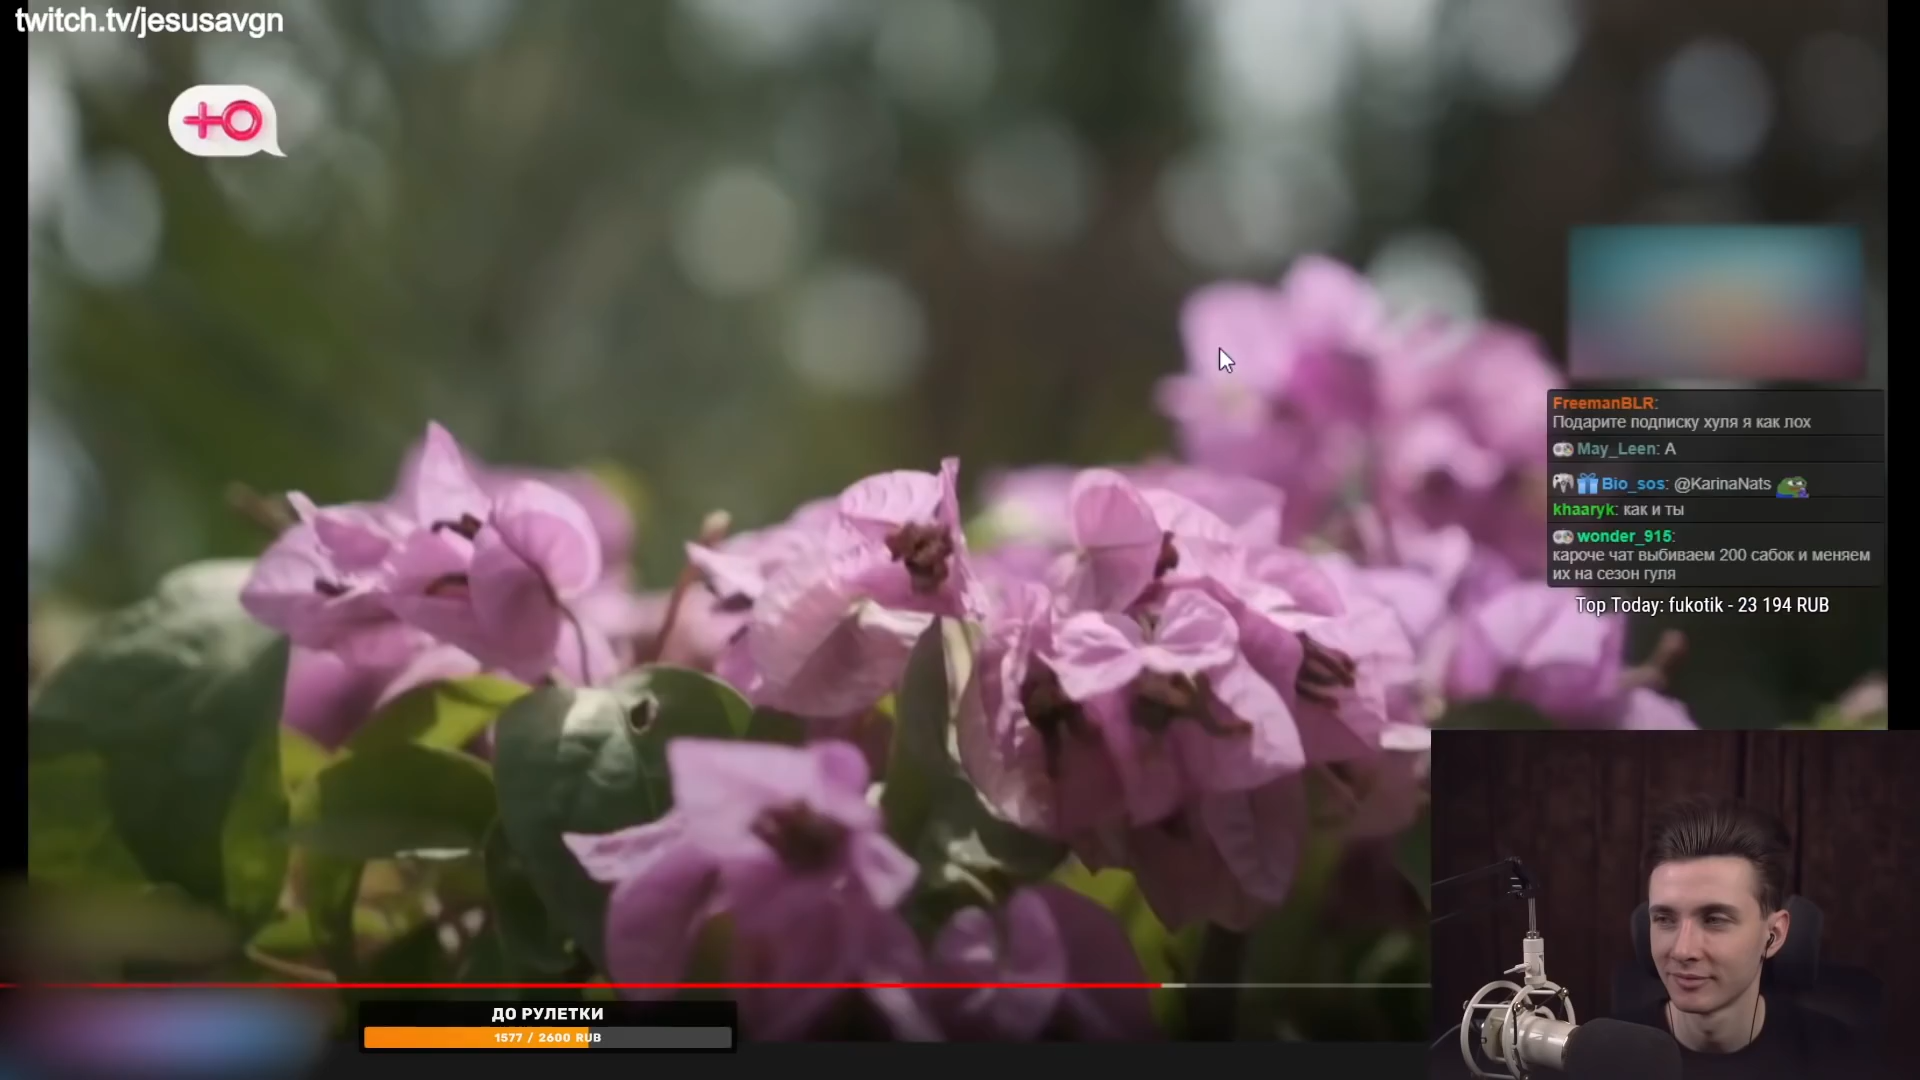 twitch.tv/jesusavgn
Ю
FreemanBLR:
Подарите подписку хуля я как лох
May_Leen: А
Bio_sos: @KarinaNats
khaaryk: как и ты
wonder_915:
кароче чат выбиваем 200 сабок и меняем
их на сезон гуля
Top Today: fukotik - 23 194 RUB
ДО РУЛЕТКИ
1577 / 2600 RUB